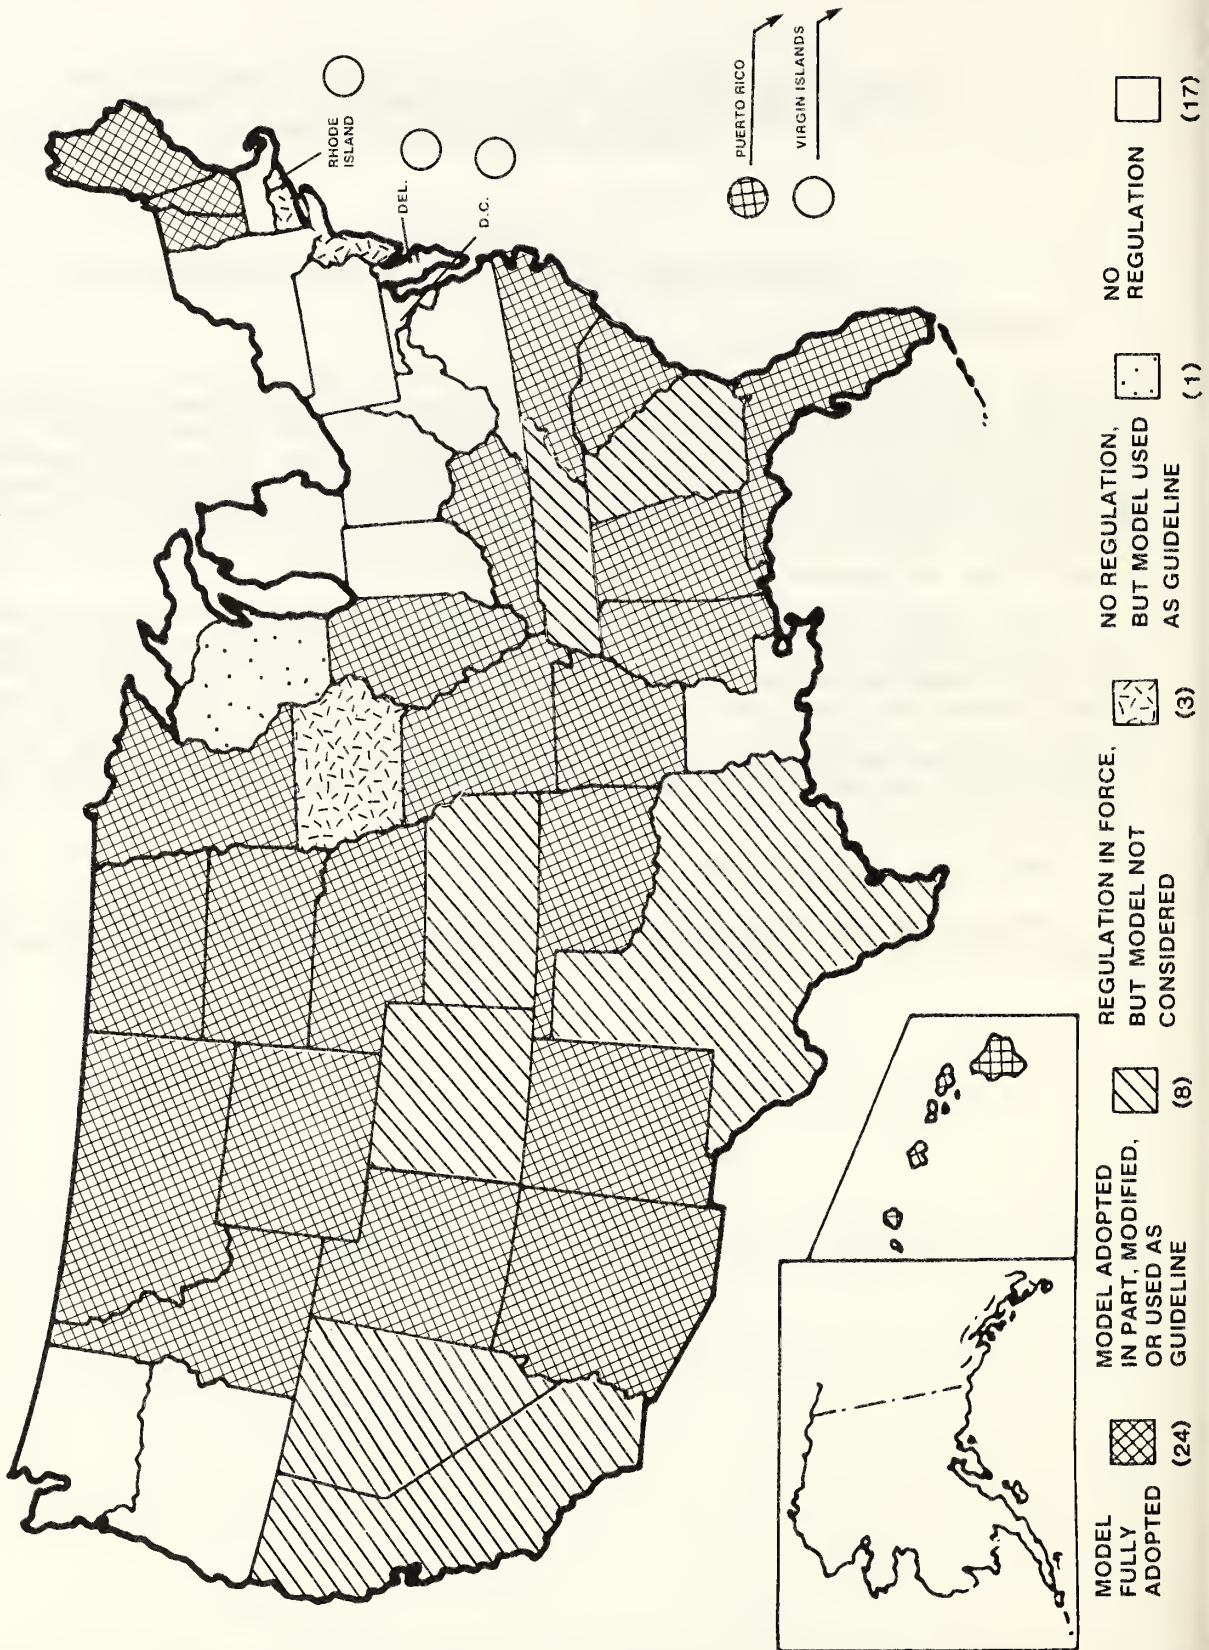 RHODE
ISLAND
DEL.
D.C.
PUERTO RICO
VIRGIN ISLANDS
MODEL
FULLY
ADOPTED
(24)
MODEL ADOPTED
IN PART, MODIFIED,
OR USED AS
GUIDELINE
(8)
REGULATION IN FORCE,
BUT MODEL NOT
CONSIDERED
(3)
NO REGULATION,
BUT MODEL USED
AS GUIDELINE
(1)
NO
REGULATION
(17)